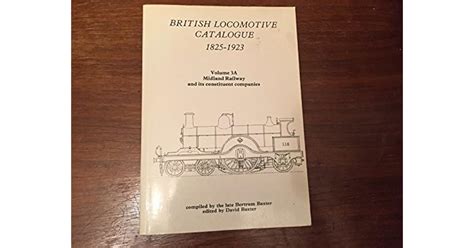 BRITISH LOCOMOTIVE
CATALOGUE
1825-1923
Volume 3A
Midland Railway
and its constituent companies
118
compiled by the late Bertram Baxter
edited by David Baxter